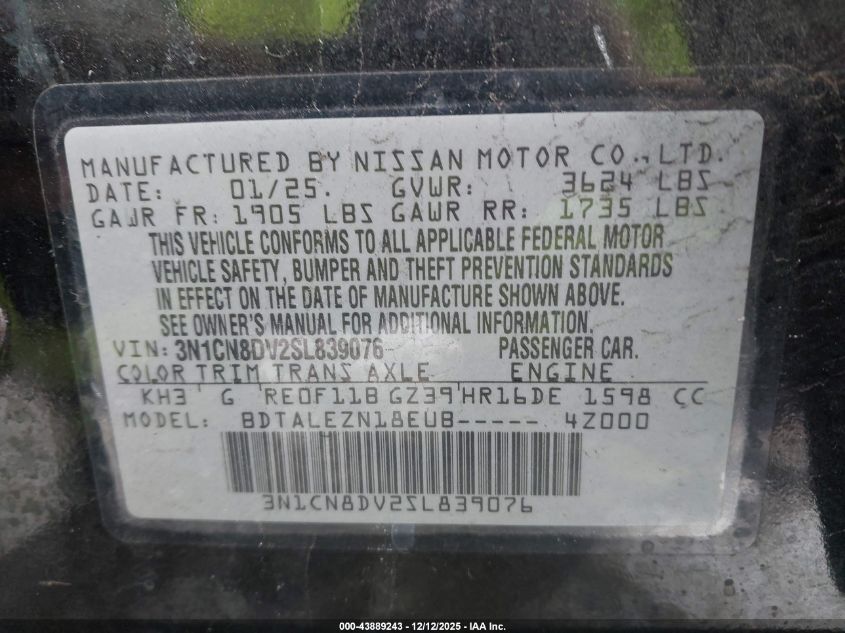 MANUFACTURED BY NISSAN MOTOR CO.,LTD.
DATE: 01/25. GVWR: 3624 LBS
GAWR FR: 1905 LBS GAWR RR: 1735 LBS
THIS VEHICLE CONFORMS TO ALL APPLICABLE FEDERAL MOTOR
VEHICLE SAFETY, BUMPER AND THEFT PREVENTION STANDARDS
IN EFFECT ON THE DATE OF MANUFACTURE SHOWN ABOVE.
SEE OWNER'S MANUAL FOR ADDITIONAL INFORMATION.
VIN: 3N1CN8DV2SL839076 PASSENGER CAR.
COLOR TRIM TRANS AXLE ENGINE
KH3 G RE0F11B GZ39 HR16DE 1598 CC
MODEL: BDTALEZN18EUB----- 4Z000
3N1CN8DV2SL839076
000-43889243 - 12/12/2025 - IAA Inc.